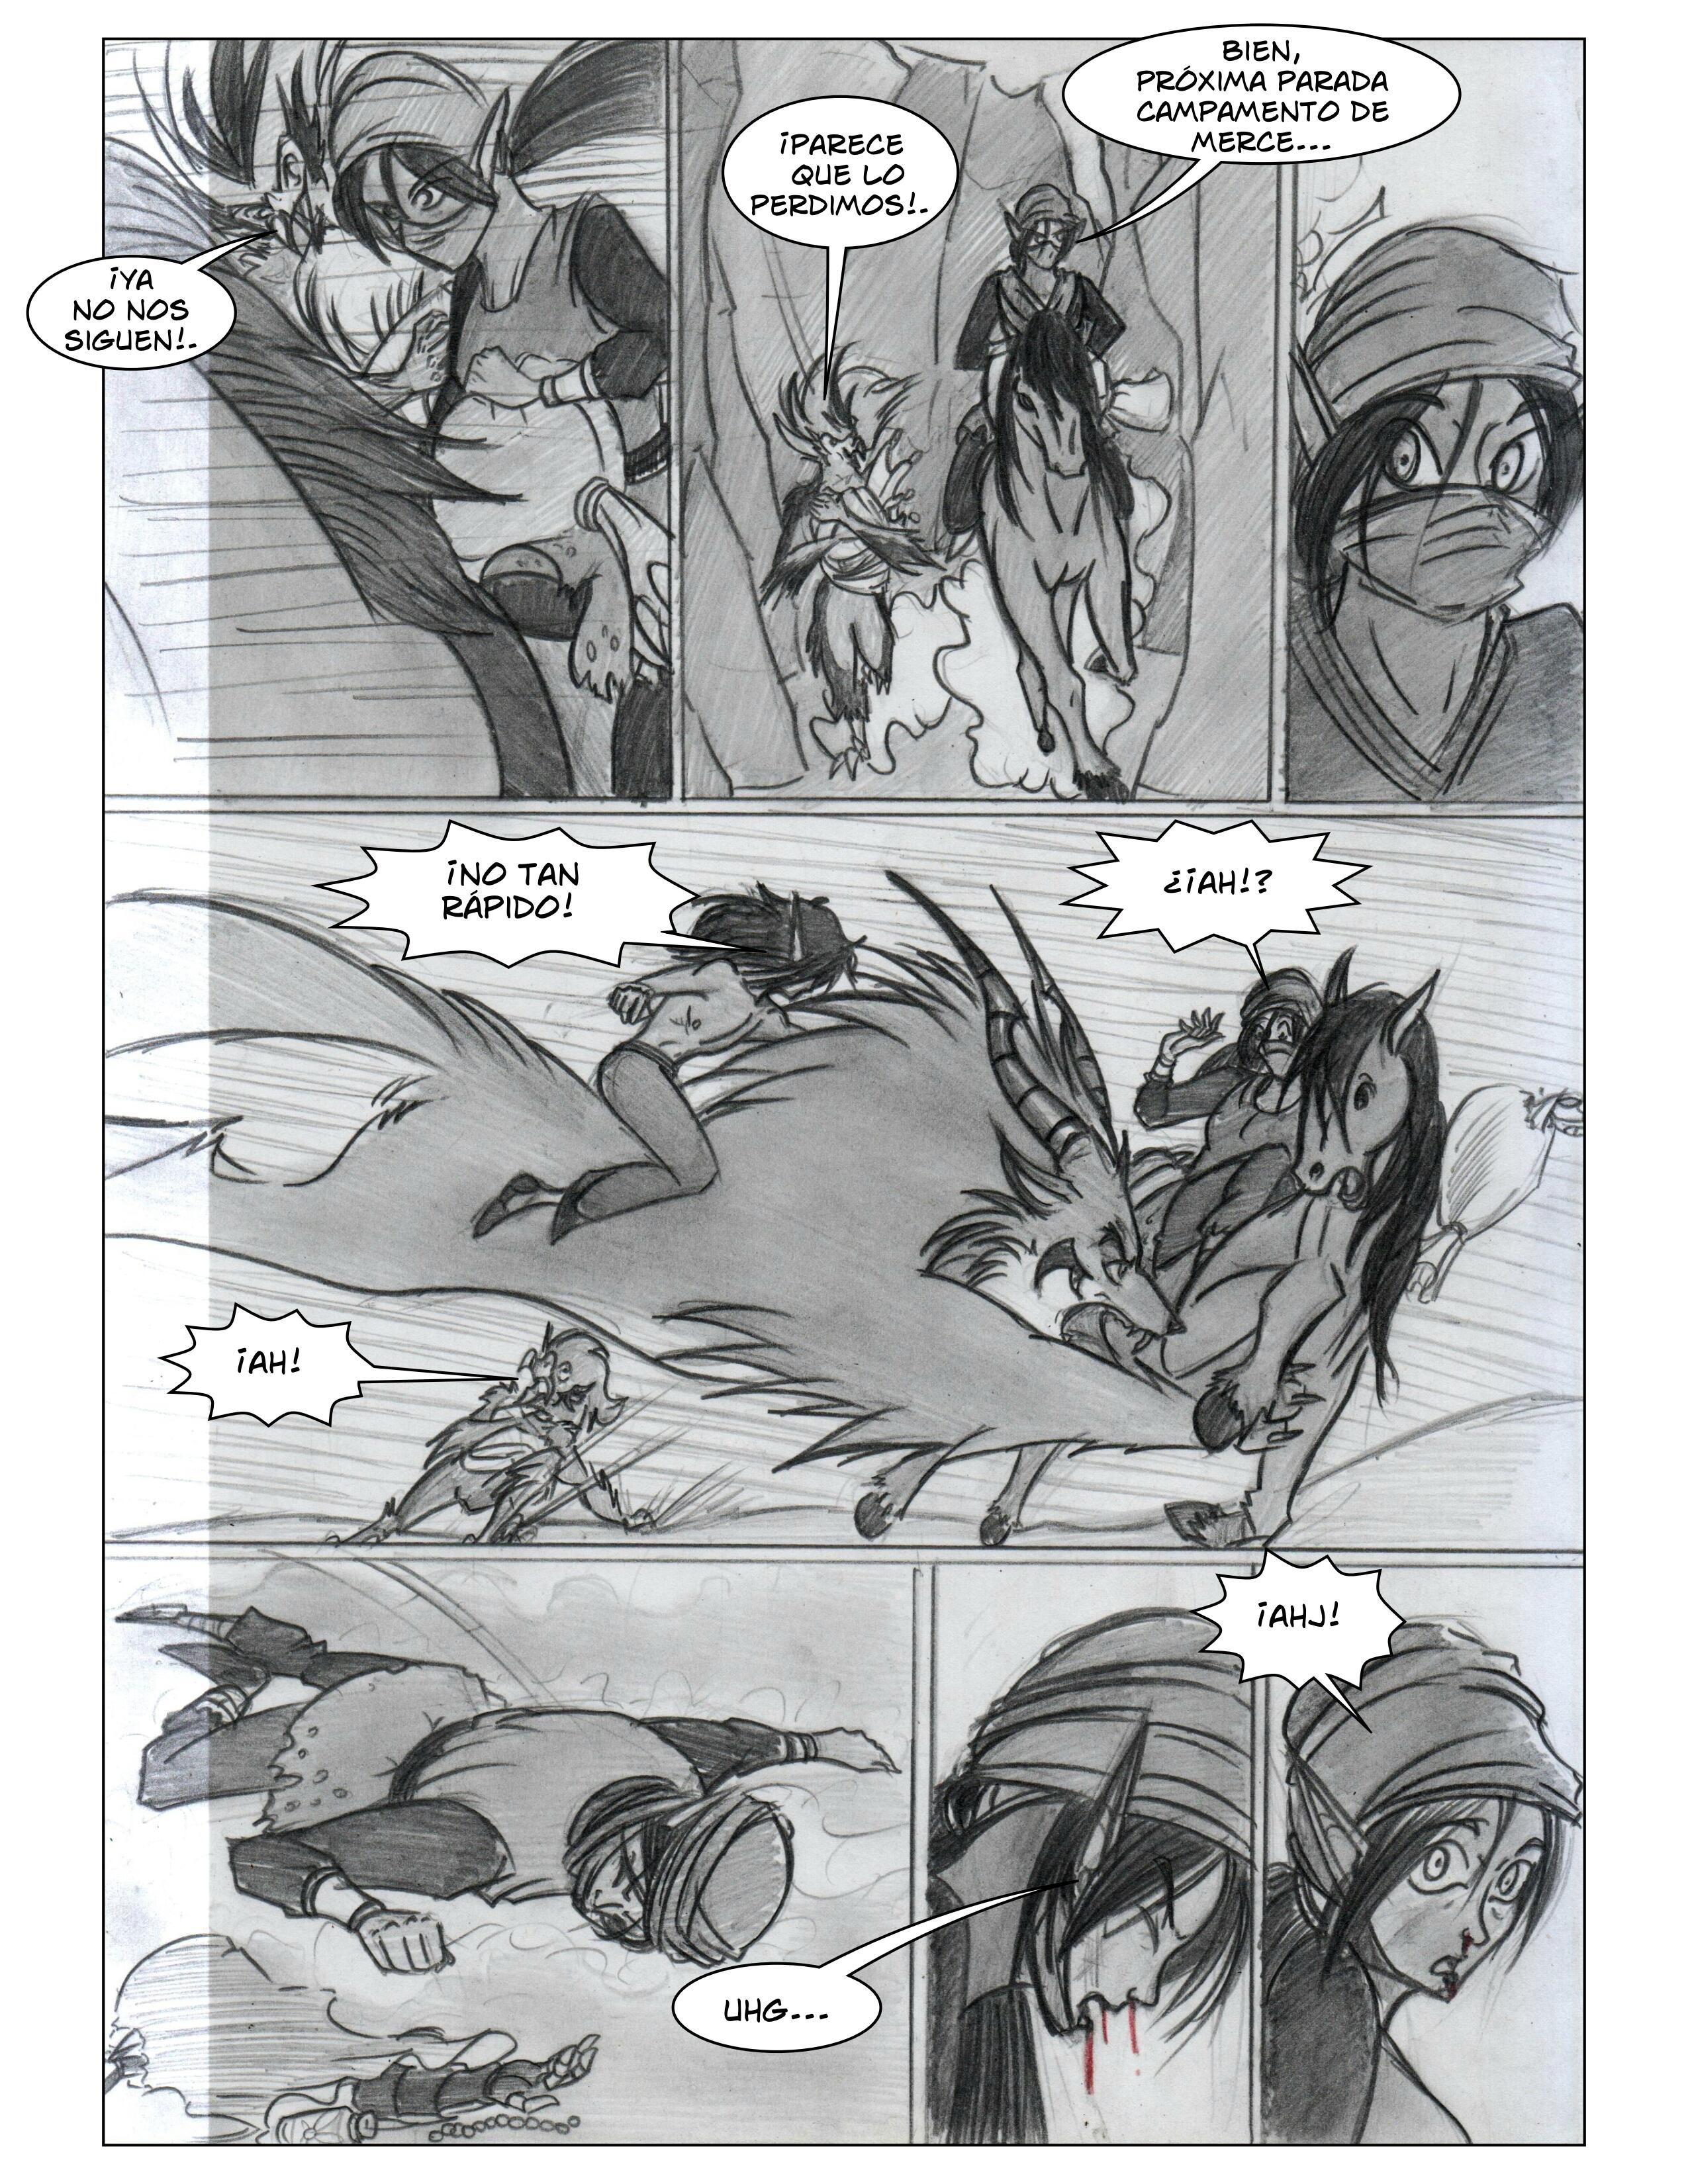 ¡YA
NO NOS
SIGUEN!.
¡PARECE
QUE LO
PERDIMOS!.
BIEN,
PRÓXIMA PARADA
CAMPAMENTO DE
MERCE...
¡NO TAN
RÁPIDO!
¿¡AH!?
¡AH!
UHG...
¡AHJ!